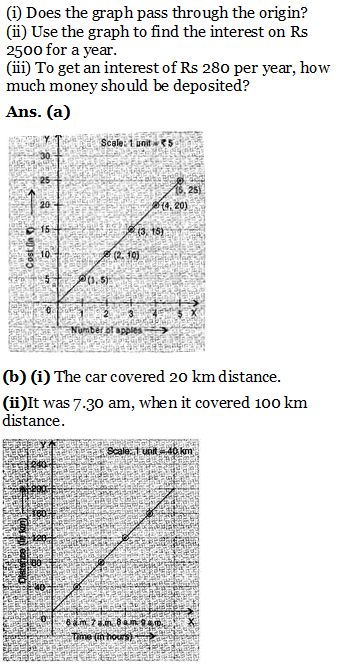 (i) Does the graph pass through the origin?
(ii) Use the graph to find the interest on Rs
2500 for a year.
(iii) To get an interest of Rs 280 per year, how
much money should be deposited?
Ans. (a)
Y
Scale: 1 unit = ₹ 5
30
25
(5, 25)
20
(4, 20)
15
(3, 15)
10
(2, 10)
5
(1, 5)
Cost (in ₹)
0 1 2 3 4 5 X
Number of apples
(b) (i) The car covered 20 km distance.
(ii)It was 7.30 am, when it covered 100 km
distance.
Y
Scale: 1 unit = 40 km
240
200
160
120
80
40
Distance (in km)
0 6 a.m. 7 a.m. 8 a.m. 9 a.m. X
Time (in hours)